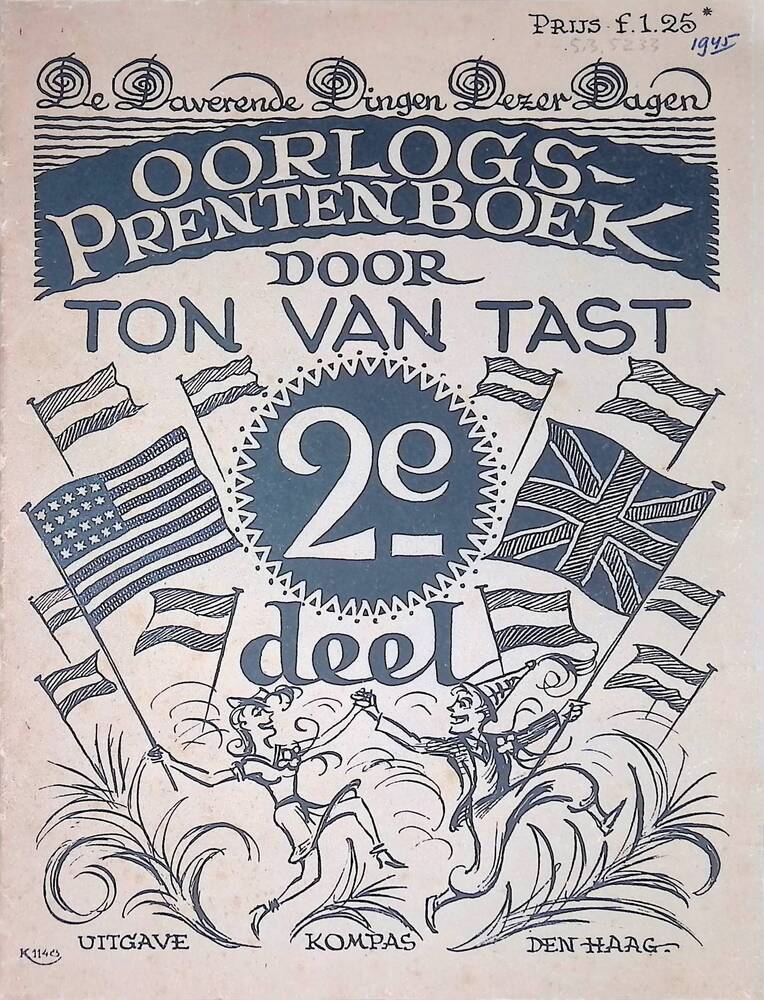 PRIJS f. 1.25*
S.B. 5233
1945
De Daverende Dingen Dezer Dagen
OORLOGS-
PRENTENBOEK
DOOR
TON VAN TAST
2e
deel
UITGAVE KOMPAS DEN HAAG